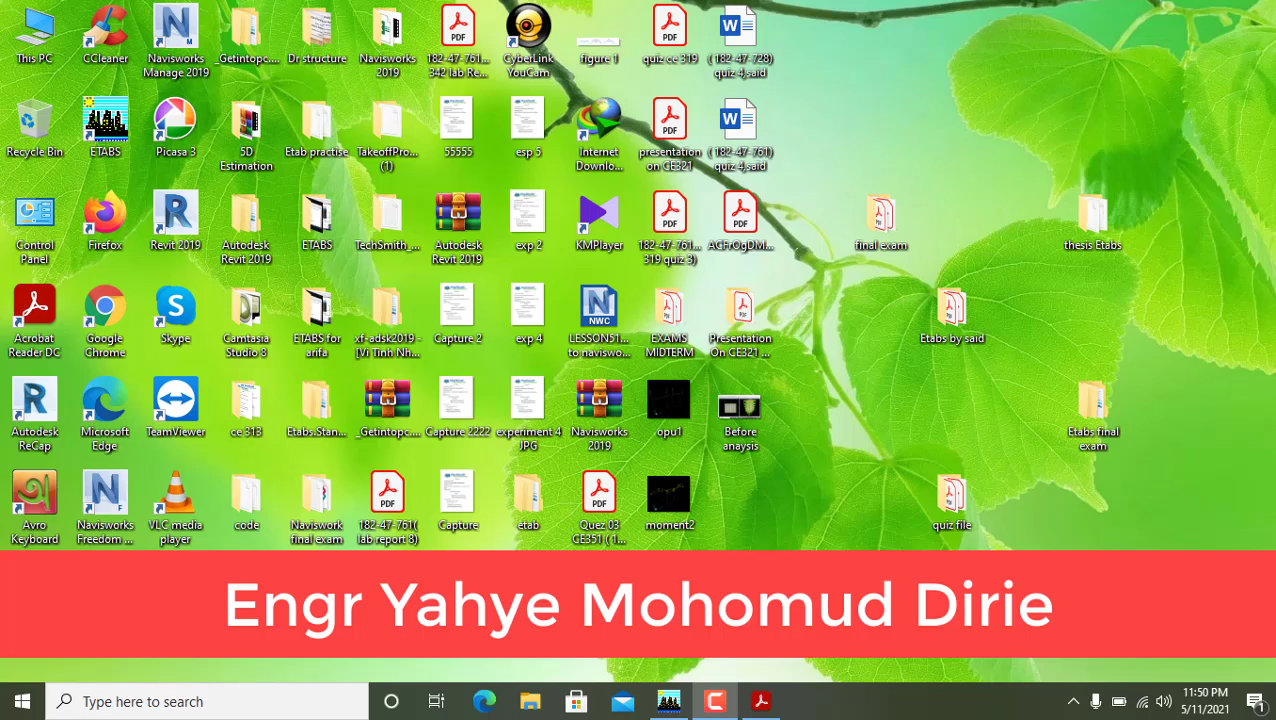 This PC
CCleaner
Navisworks
Manage 2019
_Getintopc....
Dr structure
Navisworks
2019
182-47-761...
342 lab Re...
CyberLink
YouCam
figure 1
quiz ce 319
( 182-47-728)
quiz 4,said
Recycle Bin
ETABS
Picasa 3
5D
Estimation
Etab practise
TakeoffPro...
(1)
55555
esp 5
Internet
Downlo...
presentation
on CE321
( 182-47-761)
quiz 4,said
Control
Panel
Firefox
Revit 2019
Autodesk
Revit 2019
ETABS
TechSmith_...
Autodesk
Revit 2019
exp 2
KMPlayer
182-47-761...
319 quiz 3)
ACFrOgDM...
final exam
thesis Etabs
Acrobat
Reader DC
Google
Chrome
Skype
Camtasia
Studio 8
ETABS for
arifa
xf-adsk2019 -
[Vi Tinh Nh...
Capture 2
exp 4
LESSON51...
to naviswo...
EXAMS
MIDTERM
Presentation
On CE321 ...
Etabs by said
Autodesk
ReCap
Microsoft
Edge
TeamViewer
ce 313
Etabs.Stan...
_Getintopc....
Capture 2222
experiment 4
JPG
Navisworks
2019
opu1
Before
anaysis
Etabs final
exam
Avro
Keyboard
Navisworks
Freedom ...
VLC media
player
code
Naviswork
final exam
182-47-761(
lab report 8)
Capture
etab
Quez 03
CE351 ( 1...
moment2
quiz file
Engr Yahye Mohomud Dirie
Type here to search
11:50 PM
5/11/2021